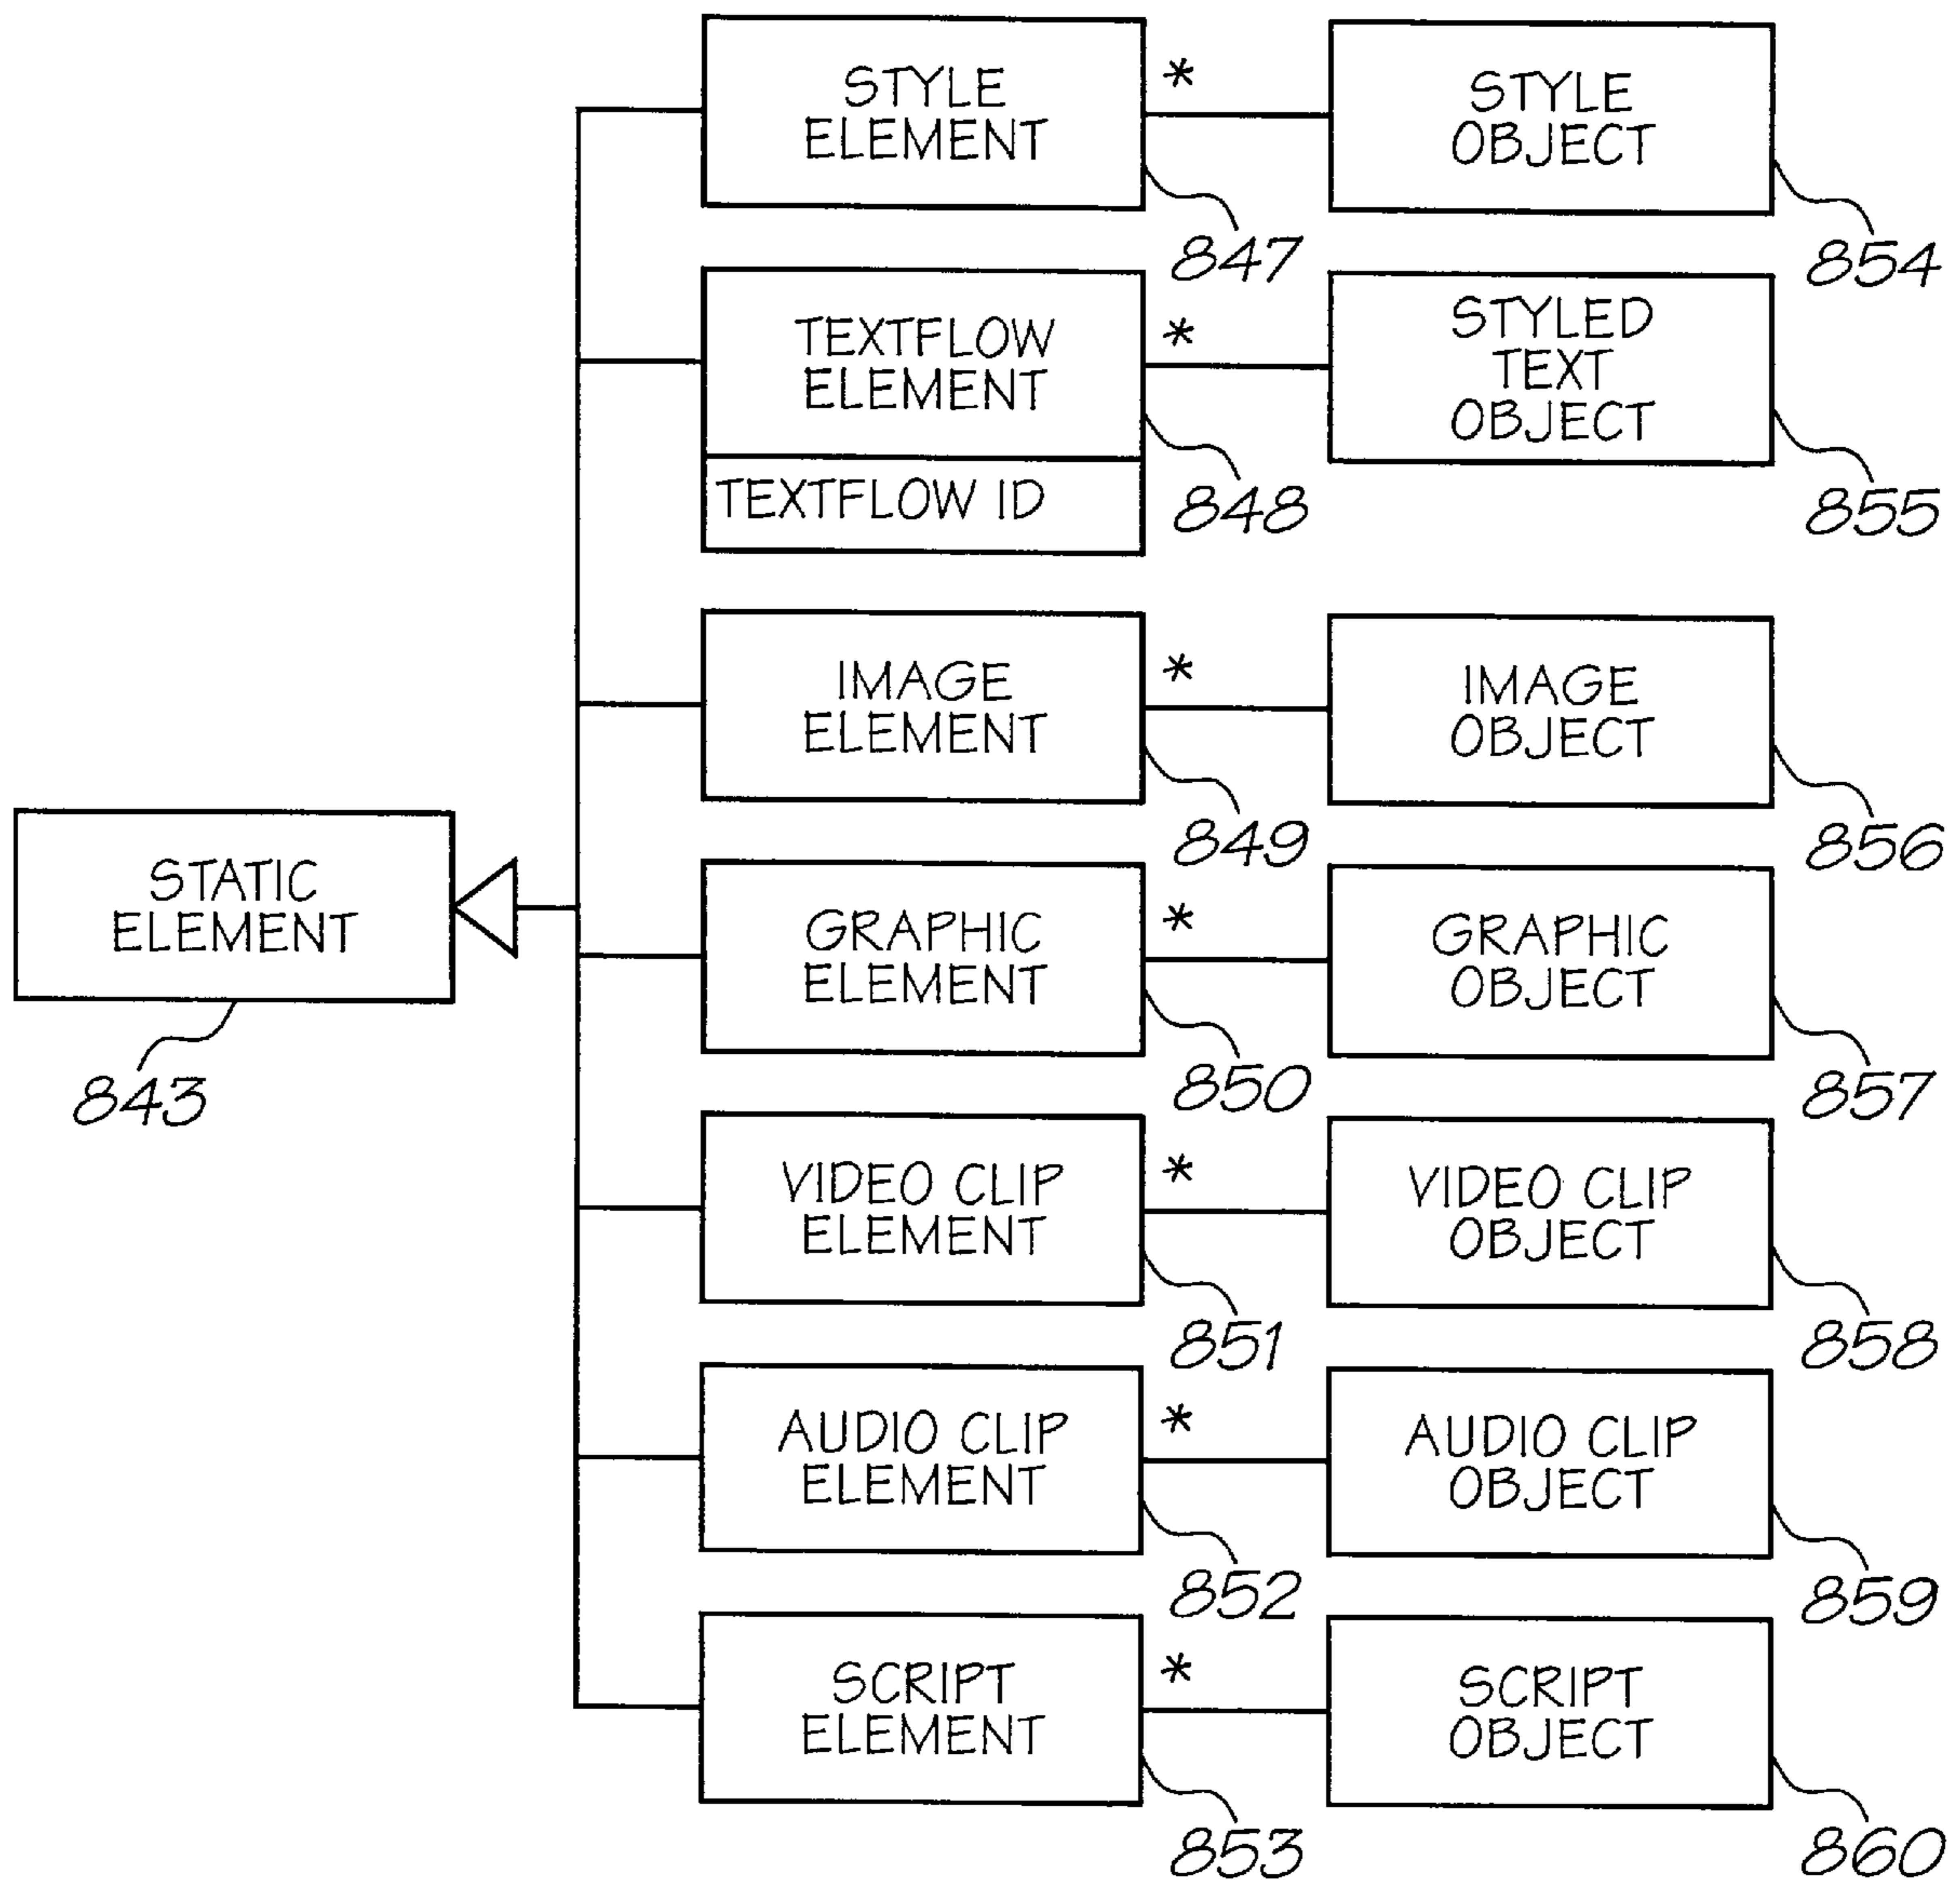 STYLE
ELEMENT
*
STYLE
OBJECT
847
854
TEXTFLOW
ELEMENT
*
STYLED
TEXT
OBJECT
TEXTFLOW ID
848
855
IMAGE
ELEMENT
*
IMAGE
OBJECT
849
856
STATIC
ELEMENT
843
GRAPHIC
ELEMENT
*
GRAPHIC
OBJECT
850
857
VIDEO CLIP
ELEMENT
*
VIDEO CLIP
OBJECT
851
858
AUDIO CLIP
ELEMENT
*
AUDIO CLIP
OBJECT
852
859
SCRIPT
ELEMENT
*
SCRIPT
OBJECT
853
860